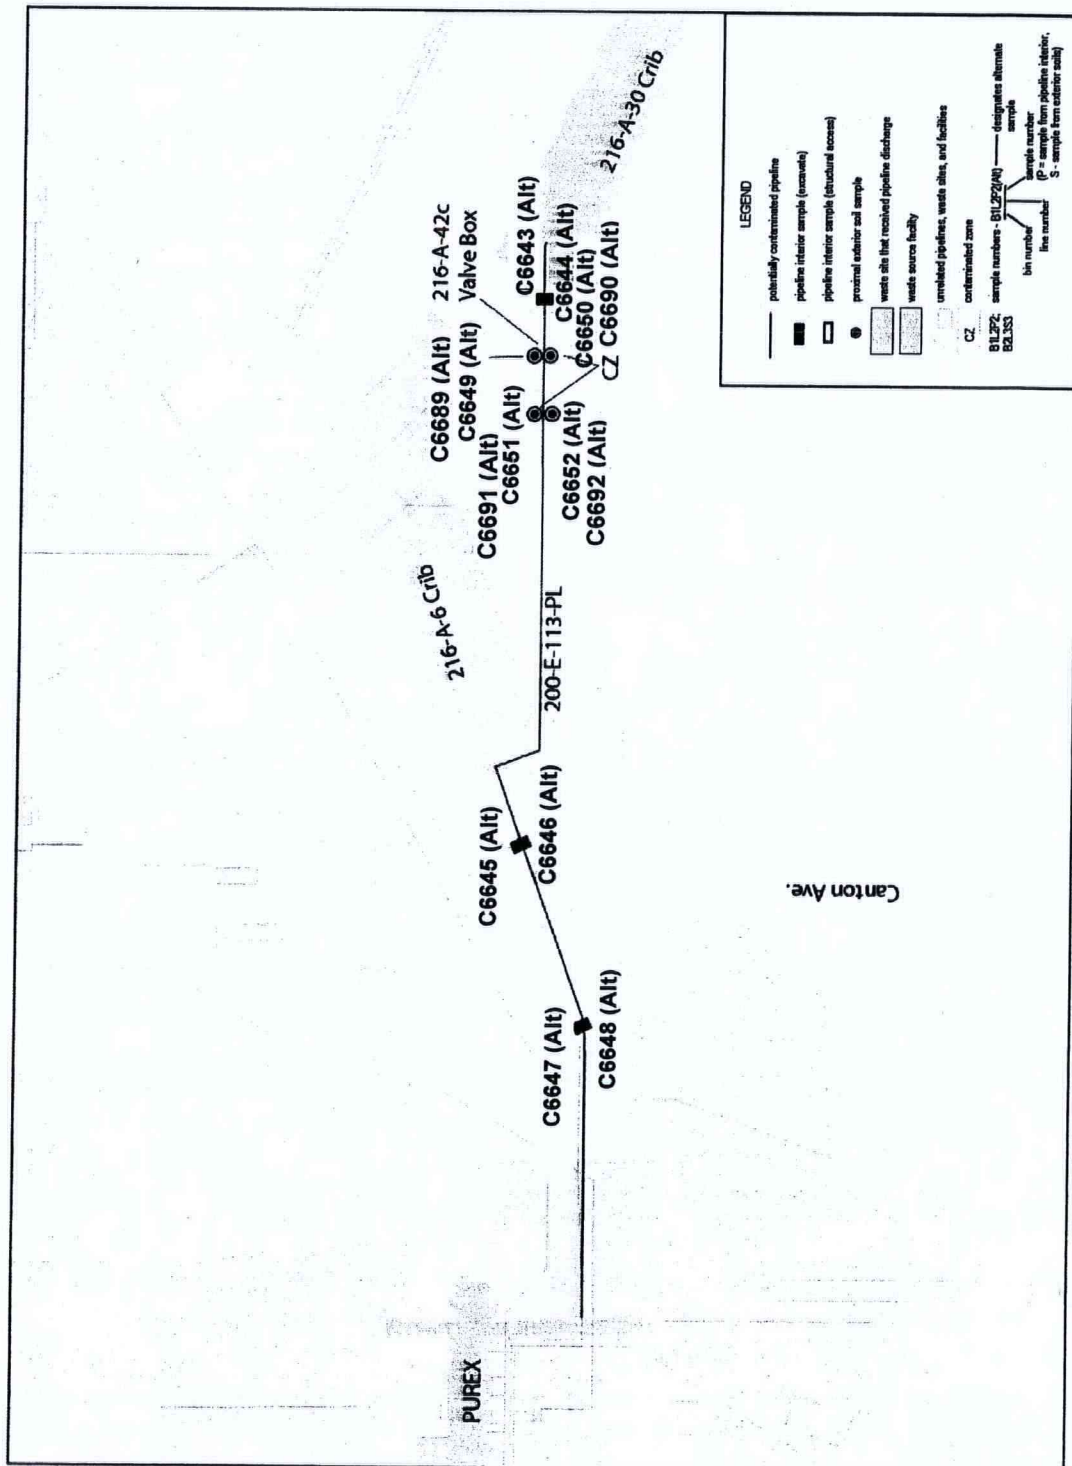 216-A-30 Crib
216-A-42c
Valve Box
C6643 (Alt)
C6644 (Alt)
C6650 (Alt)
C6690 (Alt)
CZ
C6689 (Alt)
C6649 (Alt)
C6691 (Alt)
C6651 (Alt)
C6652 (Alt)
C6692 (Alt)
216-A-6 Crib
200-E-113-PL
C6645 (Alt)
C6646 (Alt)
Canton Ave.
C6647 (Alt)
C6648 (Alt)
PUREX
LEGEND
potentially contaminated pipeline
pipeline interior sample (excavate)
pipeline interior sample (structural access)
proximal exterior soil sample
waste site that received pipeline discharge
waste source facility
unrelated pipelines, waste sites, and facilities
CZ contaminated zone
B1L2P2; sample numbers - B1L2P2(Alt) designates alternate
B2L3S3 sample
bin number sample number
line number (P = sample from pipeline interior,
S - sample from exterior soils)